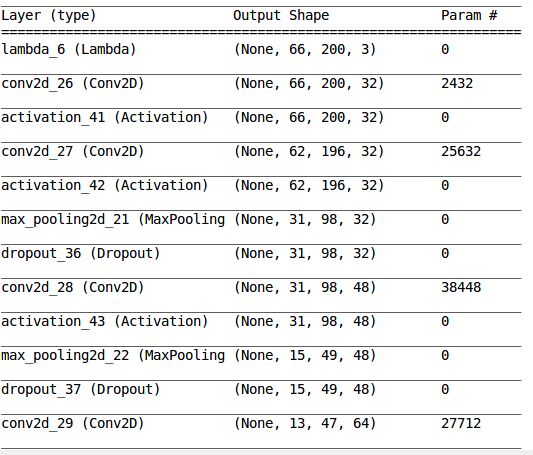 Layer (type) Output Shape Param #
lambda_6 (Lambda) (None, 66, 200, 3) 0
conv2d_26 (Conv2D) (None, 66, 200, 32) 2432
activation_41 (Activation) (None, 66, 200, 32) 0
conv2d_27 (Conv2D) (None, 62, 196, 32) 25632
activation_42 (Activation) (None, 62, 196, 32) 0
max_pooling2d_21 (MaxPooling (None, 31, 98, 32) 0
dropout_36 (Dropout) (None, 31, 98, 32) 0
conv2d_28 (Conv2D) (None, 31, 98, 48) 38448
activation_43 (Activation) (None, 31, 98, 48) 0
max_pooling2d_22 (MaxPooling (None, 15, 49, 48) 0
dropout_37 (Dropout) (None, 15, 49, 48) 0
conv2d_29 (Conv2D) (None, 13, 47, 64) 27712